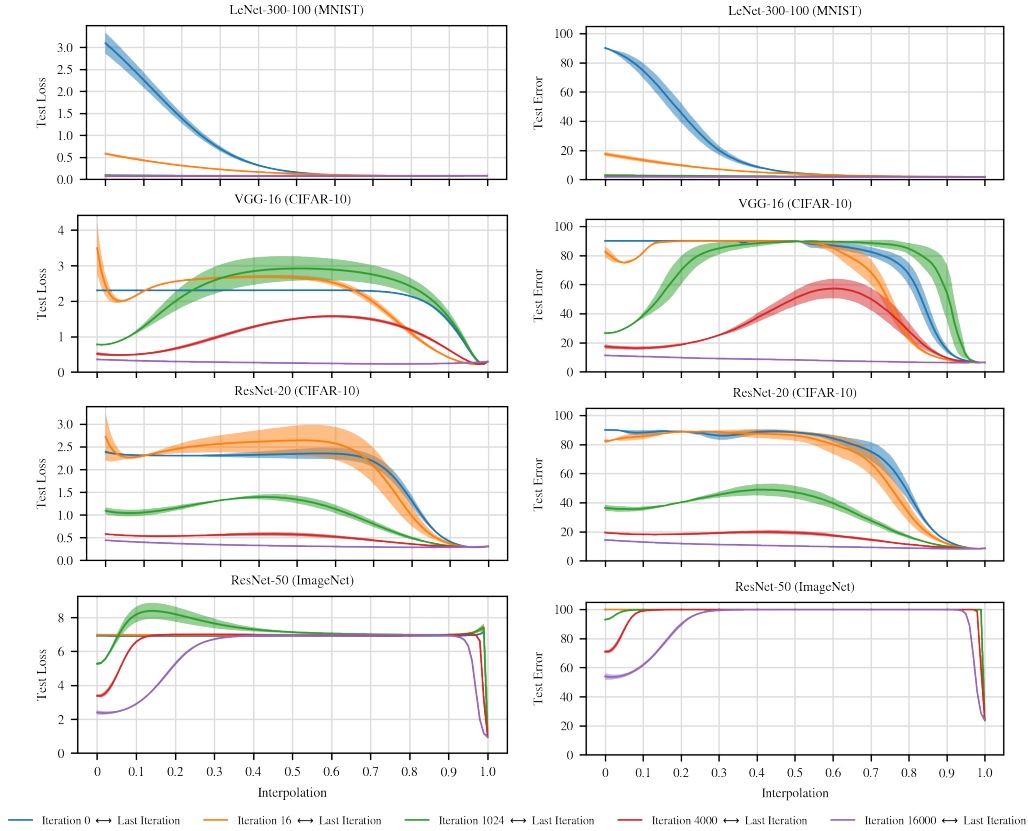 LeNet-300-100 (MNIST)
Test Loss
3.0
2.5
2.0
1.5
1.0
0.5
0.0
LeNet-300-100 (MNIST)
Test Error
100
80
60
40
20
0
VGG-16 (CIFAR-10)
Test Loss
4
3
2
1
0
VGG-16 (CIFAR-10)
Test Error
100
80
60
40
20
0
ResNet-20 (CIFAR-10)
Test Loss
3.0
2.5
2.0
1.5
1.0
0.5
0.0
ResNet-20 (CIFAR-10)
Test Error
100
80
60
40
20
0
ResNet-50 (ImageNet)
Test Loss
8
6
4
2
0
0 0.1 0.2 0.3 0.4 0.5 0.6 0.7 0.8 0.9 1.0
Interpolation
ResNet-50 (ImageNet)
Test Error
100
80
60
40
20
0
0 0.1 0.2 0.3 0.4 0.5 0.6 0.7 0.8 0.9 1.0
Interpolation
Iteration 0 ↔ Last Iteration
Iteration 16 ↔ Last Iteration
Iteration 1024 ↔ Last Iteration
Iteration 4000 ↔ Last Iteration
Iteration 16000 ↔ Last Iteration